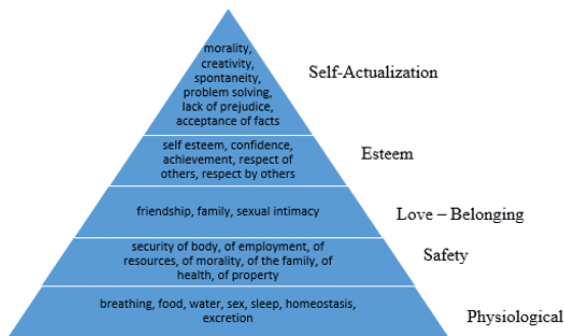 morality,
creativity,
spontaneity,
problem solving,
lack of prejudice,
acceptance of facts
Self-Actualization
self esteem, confidence,
achievement, respect of
others, respect by others
Esteem
friendship, family, sexual intimacy
Love – Belonging
security of body, of employment, of
resources, of morality, of the family, of
health, of property
Safety
breathing, food, water, sex, sleep, homeostasis,
excretion
Physiological